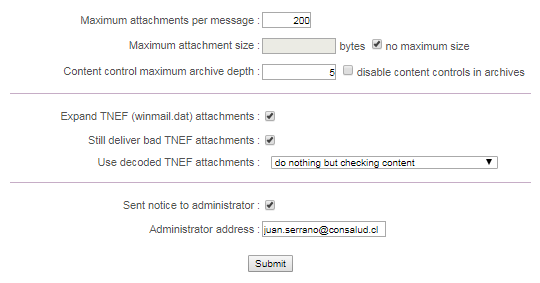 Maximum attachments per message : 200
Maximum attachment size : bytes no maximum size
Content control maximum archive depth : 5 disable content controls in archives
Expand TNEF (winmail.dat) attachments :
Still deliver bad TNEF attachments :
Use decoded TNEF attachments : do nothing but checking content
Sent notice to administrator :
Administrator address : juan.serrano@consalud.cl
Submit